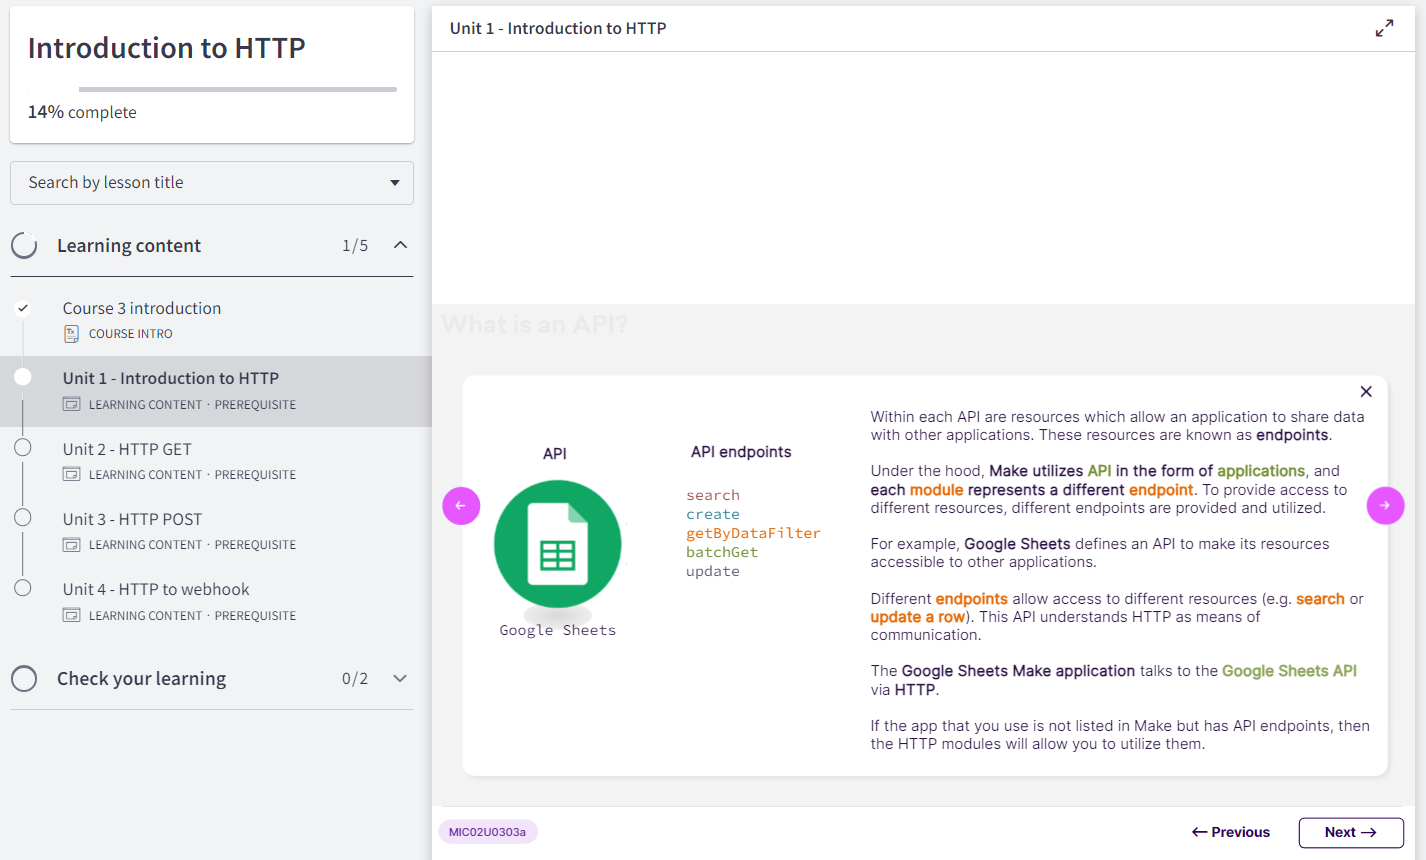 Introduction to HTTP
14% complete
Search by lesson title
Learning content 1/5
Course 3 introduction
COURSE INTRO
Unit 1 - Introduction to HTTP
LEARNING CONTENT · PREREQUISITE
Unit 2 - HTTP GET
LEARNING CONTENT · PREREQUISITE
Unit 3 - HTTP POST
LEARNING CONTENT · PREREQUISITE
Unit 4 - HTTP to webhook
LEARNING CONTENT · PREREQUISITE
Check your learning 0/2
Unit 1 - Introduction to HTTP
What is an API?
API
Google Sheets
API endpoints
search
create
getByDataFilter
batchGet
update
Within each API are resources which allow an application to share data
with other applications. These resources are known as endpoints.
Under the hood, Make utilizes API in the form of applications, and
each module represents a different endpoint. To provide access to
different resources, different endpoints are provided and utilized.
For example, Google Sheets defines an API to make its resources
accessible to other applications.
Different endpoints allow access to different resources (e.g. search or
update a row). This API understands HTTP as means of
communication.
The Google Sheets Make application talks to the Google Sheets API
via HTTP.
If the app that you use is not listed in Make but has API endpoints, then
the HTTP modules will allow you to utilize them.
MIC02U0303a
← Previous
Next →